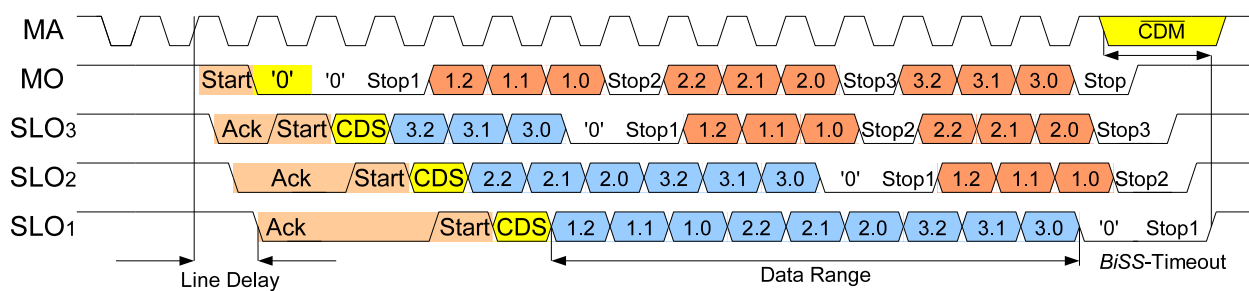 MA CDM
MO Start '0' '0' Stop1 1.2 1.1 1.0 Stop2 2.2 2.1 2.0 Stop3 3.2 3.1 3.0 Stop
SLO3 Ack Start CDS 3.2 3.1 3.0 '0' Stop1 1.2 1.1 1.0 Stop2 2.2 2.1 2.0 Stop3
SLO2 Ack Start CDS 2.2 2.1 2.0 3.2 3.1 3.0 '0' Stop1 1.2 1.1 1.0 Stop2
SLO1 Ack Start CDS 1.2 1.1 1.0 2.2 2.1 2.0 3.2 3.1 3.0 '0' Stop1
Line Delay Data Range BiSS-Timeout